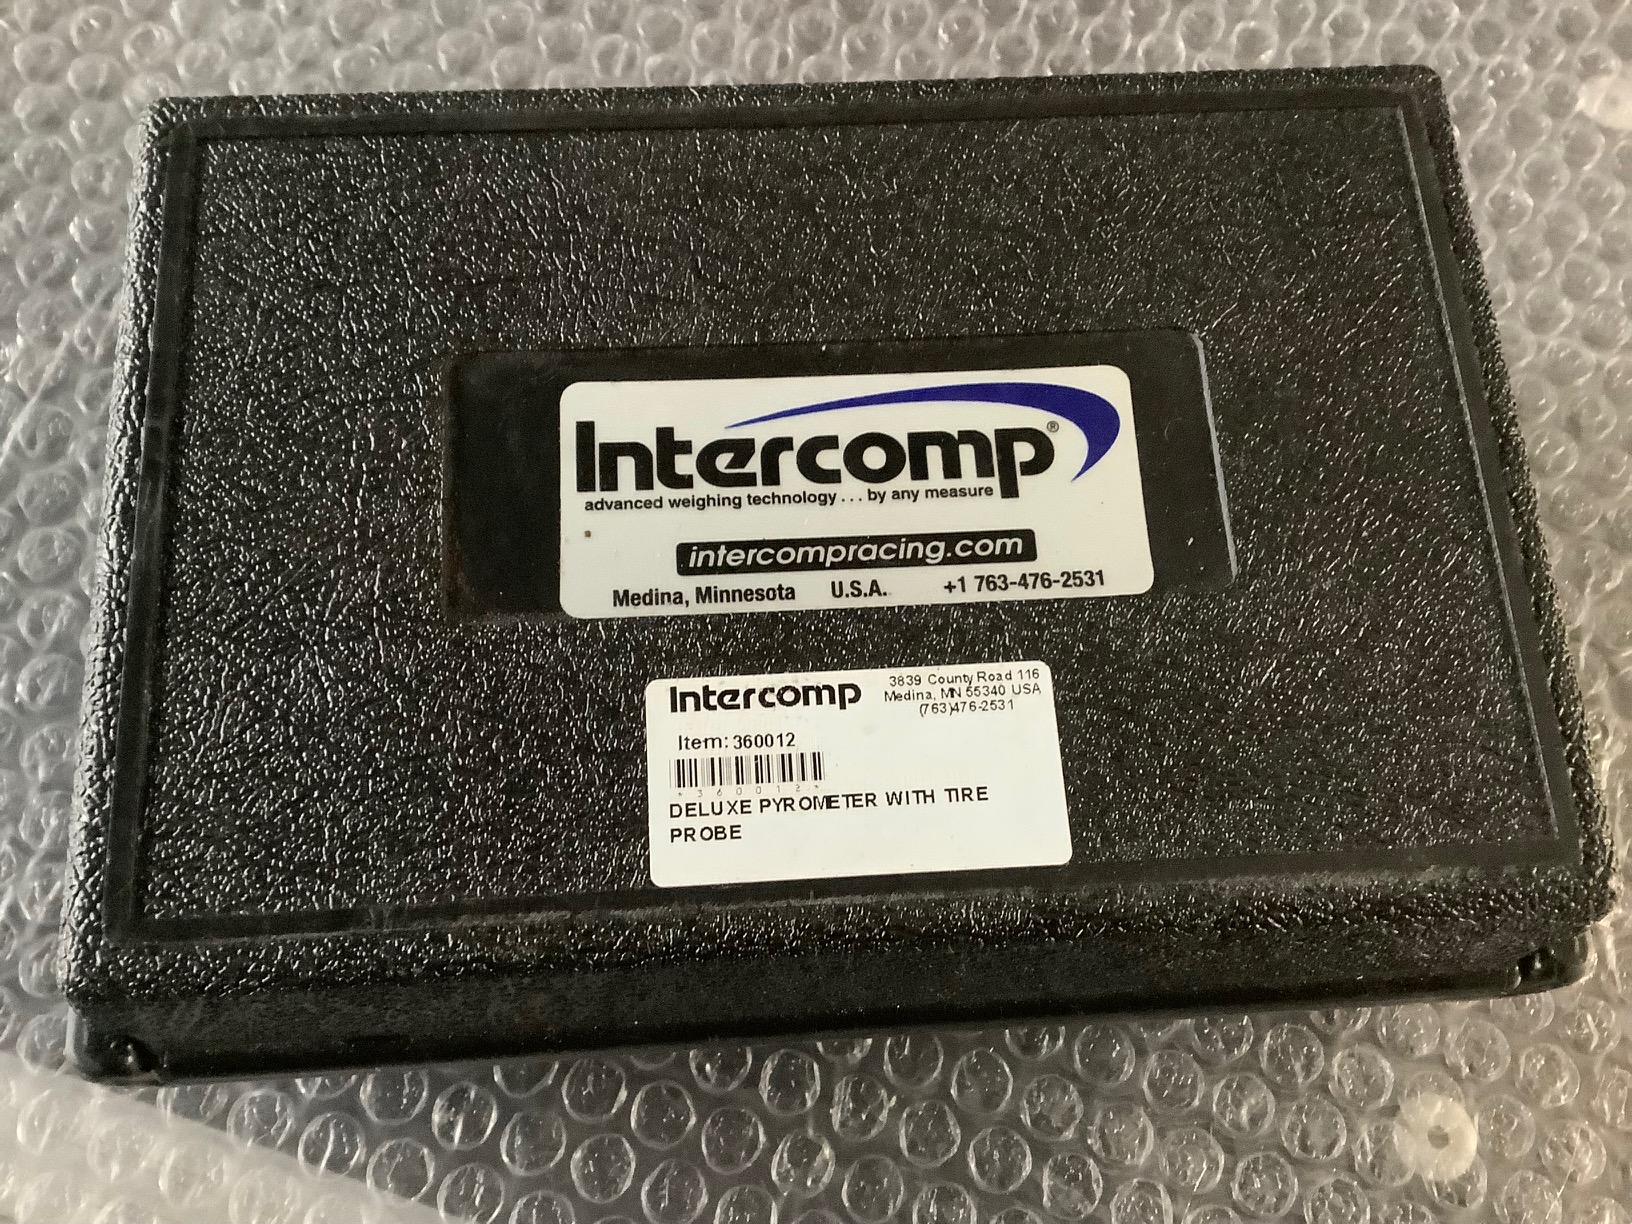 Intercomp®
advanced weighing technology . . . by any measure
intercompracing.com
Medina, Minnesota U.S.A. +1 763-476-2531
Intercomp
3839 County Road 116
Medina, MN 55340 USA
(763)476-2531
Item: 360012
*360012*
DELUXE PYROMETER WITH TIRE
PROBE